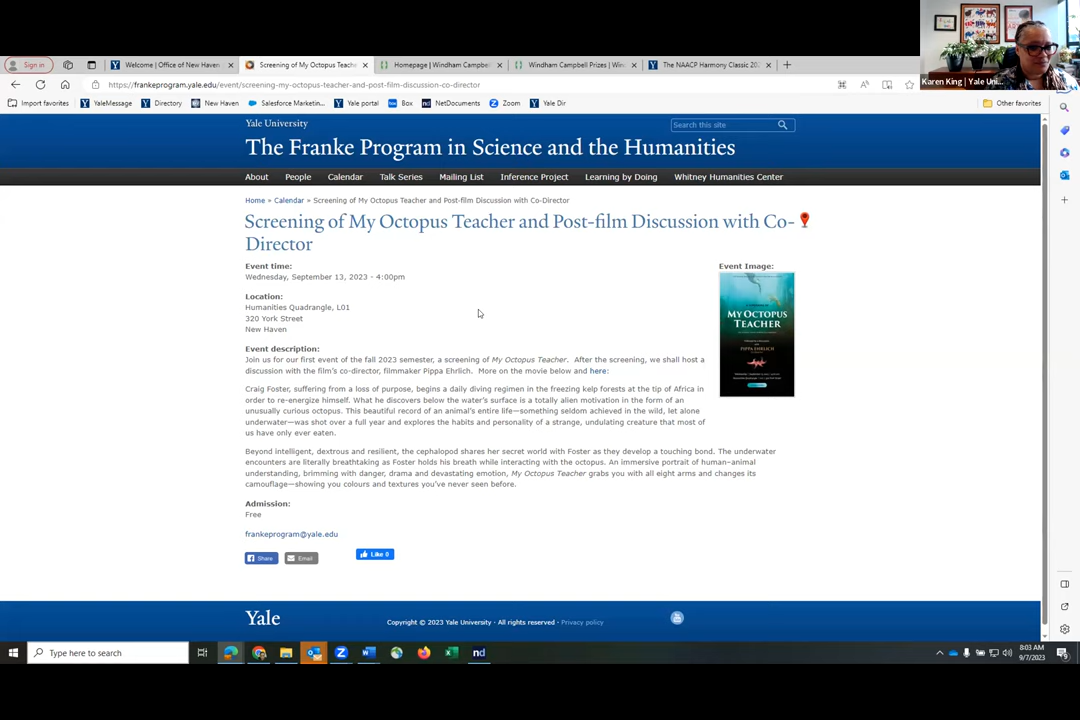 Sign in
Welcome | Office of New Haven
Screening of My Octopus Teach
Homepage | Windham Campbell
Windham Campbell Prizes | Win
The NAACP Harmony Classic 20
https://frankeprogram.yale.edu/event/screening-my-octopus-teacher-and-post-film-discussion-co-director
Import favorites
YaleMessage
Directory
New Haven
Salesforce Marketin...
Yale portal
Box
NetDocuments
Zoom
Yale Dir
Other favorites
Karen King | Yale Uni...
Yale University
Search this site
The Franke Program in Science and the Humanities
About People Calendar Talk Series Mailing List Inference Project Learning by Doing Whitney Humanities Center
Home » Calendar » Screening of My Octopus Teacher and Post-film Discussion with Co-Director
Screening of My Octopus Teacher and Post-film Discussion with Co-
Director
Event time:
Wednesday, September 13, 2023 - 4:00pm
Location:
Humanities Quadrangle, L01
320 York Street
New Haven
Event description:
Join us for our first event of the fall 2023 semester, a screening of My Octopus Teacher. After the screening, we shall host a
discussion with the film's co-director, filmmaker Pippa Ehrlich. More on the movie below and here:
Craig Foster, suffering from a loss of purpose, begins a daily diving regimen in the freezing kelp forests at the tip of Africa in
order to re-energize himself. What he discovers below the water's surface is a totally alien motivation in the form of an
unusually curious octopus. This beautiful record of an animal's entire life—something seldom achieved in the wild, let alone
underwater—was shot over a full year and explores the habits and personality of a strange, undulating creature that most of
us have only ever eaten.
Beyond intelligent, dextrous and resilient, the cephalopod shares her secret world with Foster as they develop a touching bond. The underwater
encounters are literally breathtaking as Foster holds his breath while interacting with the octopus. An immersive portrait of human–animal
understanding, brimming with danger, drama and devastating emotion, My Octopus Teacher grabs you with all eight arms and changes its
camouflage—showing you colours and textures you've never seen before.
Admission:
Free
frankeprogram@yale.edu
Share
Email
Like 0
Event Image:
MY OCTOPUS
TEACHER
PIPPA EHRLICH
Yale
Copyright © 2023 Yale University · All rights reserved · Privacy policy
Type here to search
8:03 AM
9/7/2023